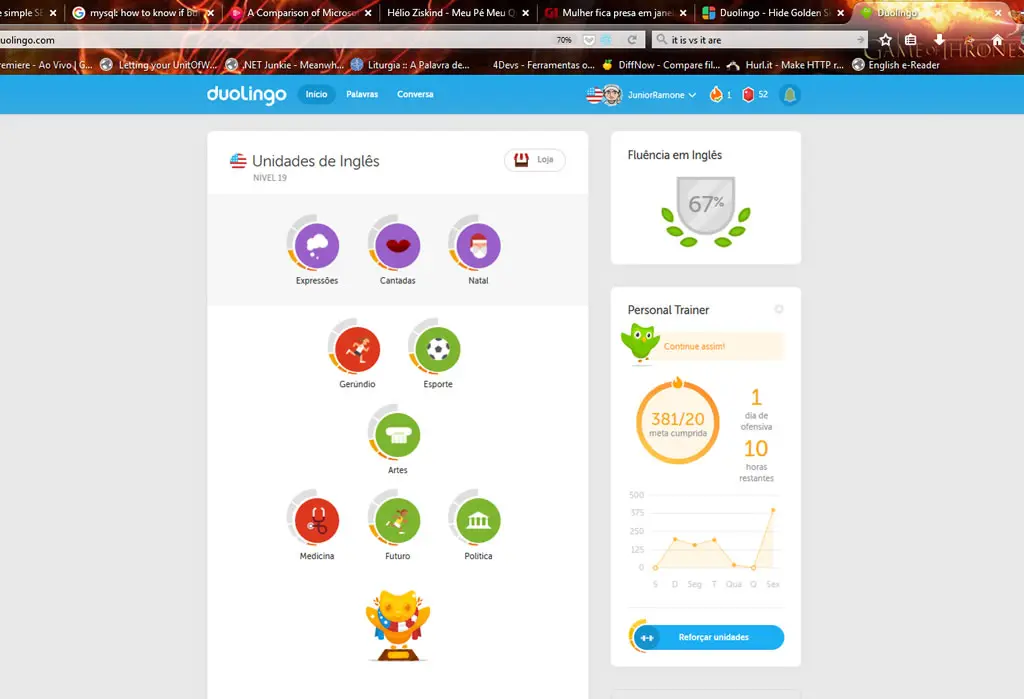 e simple SE
mysql: how to know if bu
A Comparison of Microso
Hélio Ziskind - Meu Pé Meu Q
Mulher fica presa em jane
Duolingo - Hide Golden S
Duolingo
uolingo.com
70%
it is vs it are
GAME OF THRONES
remiere - Ao Vivo | G...
Letting your UnitOfW...
.NET Junkie - Meanwh...
Liturgia :: A Palavra de...
4Devs - Ferramentas o...
DiffNow - Compare fil...
Hurl.it - Make HTTP r...
English e-Reader
duolingo
Início
Palavras
Conversa
JuniorRamone
1
52
Unidades de Inglês
NÍVEL 19
Loja
Expressões
Cantadas
Natal
Gerúndio
Esporte
Artes
Medicina
Futuro
Política
Fluência em Inglês
67%
Personal Trainer
Continue assim!
381/20
meta cumprida
1
dia de
ofensiva
10
horas
restantes
500
375
250
125
0
S D Seg T Qua Q Sex
Reforçar unidades